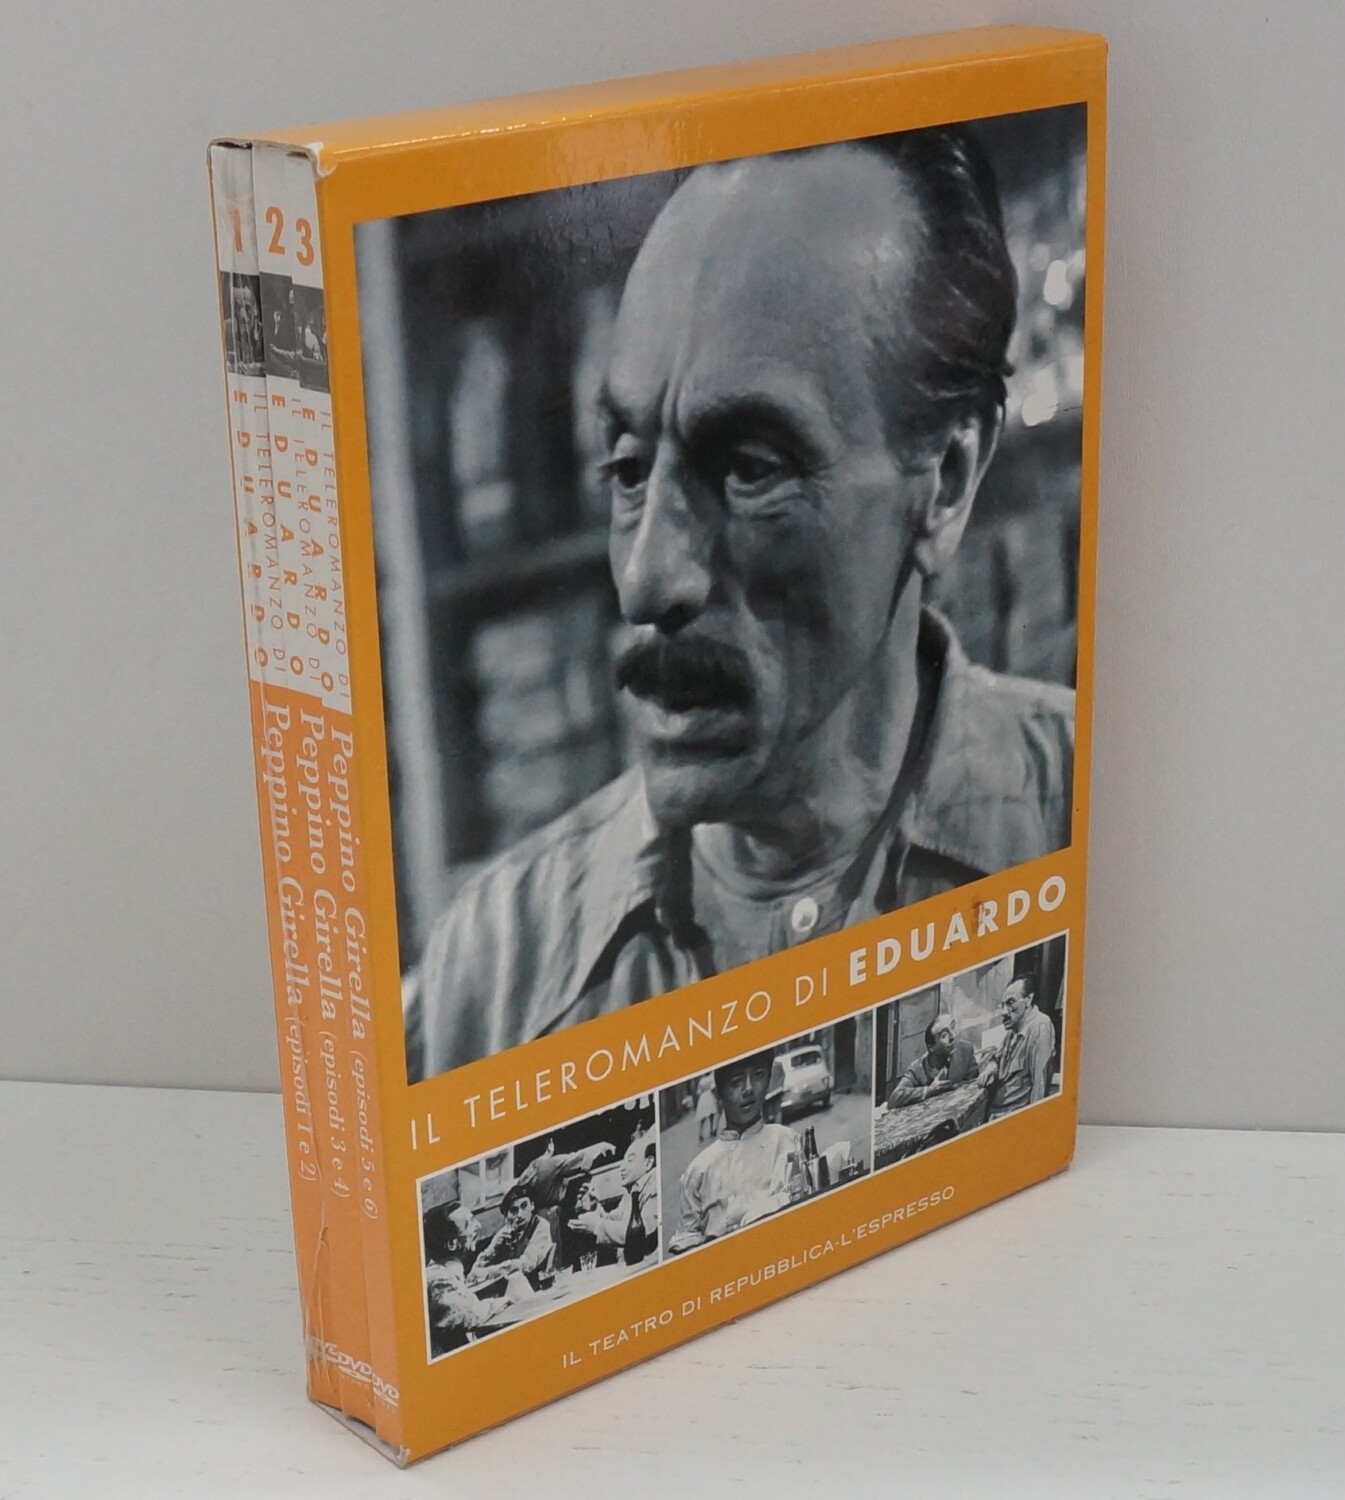 1
IL TELEROMANZO DI
EDUARDO
Peppino Girella (episodi 1 e 2)
DVD
2
IL TELEROMANZO DI
EDUARDO
Peppino Girella (episodi 3 e 4)
DVD
3
IL TELEROMANZO DI
EDUARDO
Peppino Girella (episodi 5 e 6)
DVD
IL TELEROMANZO DI EDUARDO
IL TEATRO DI REPUBBLICA-L'ESPRESSO